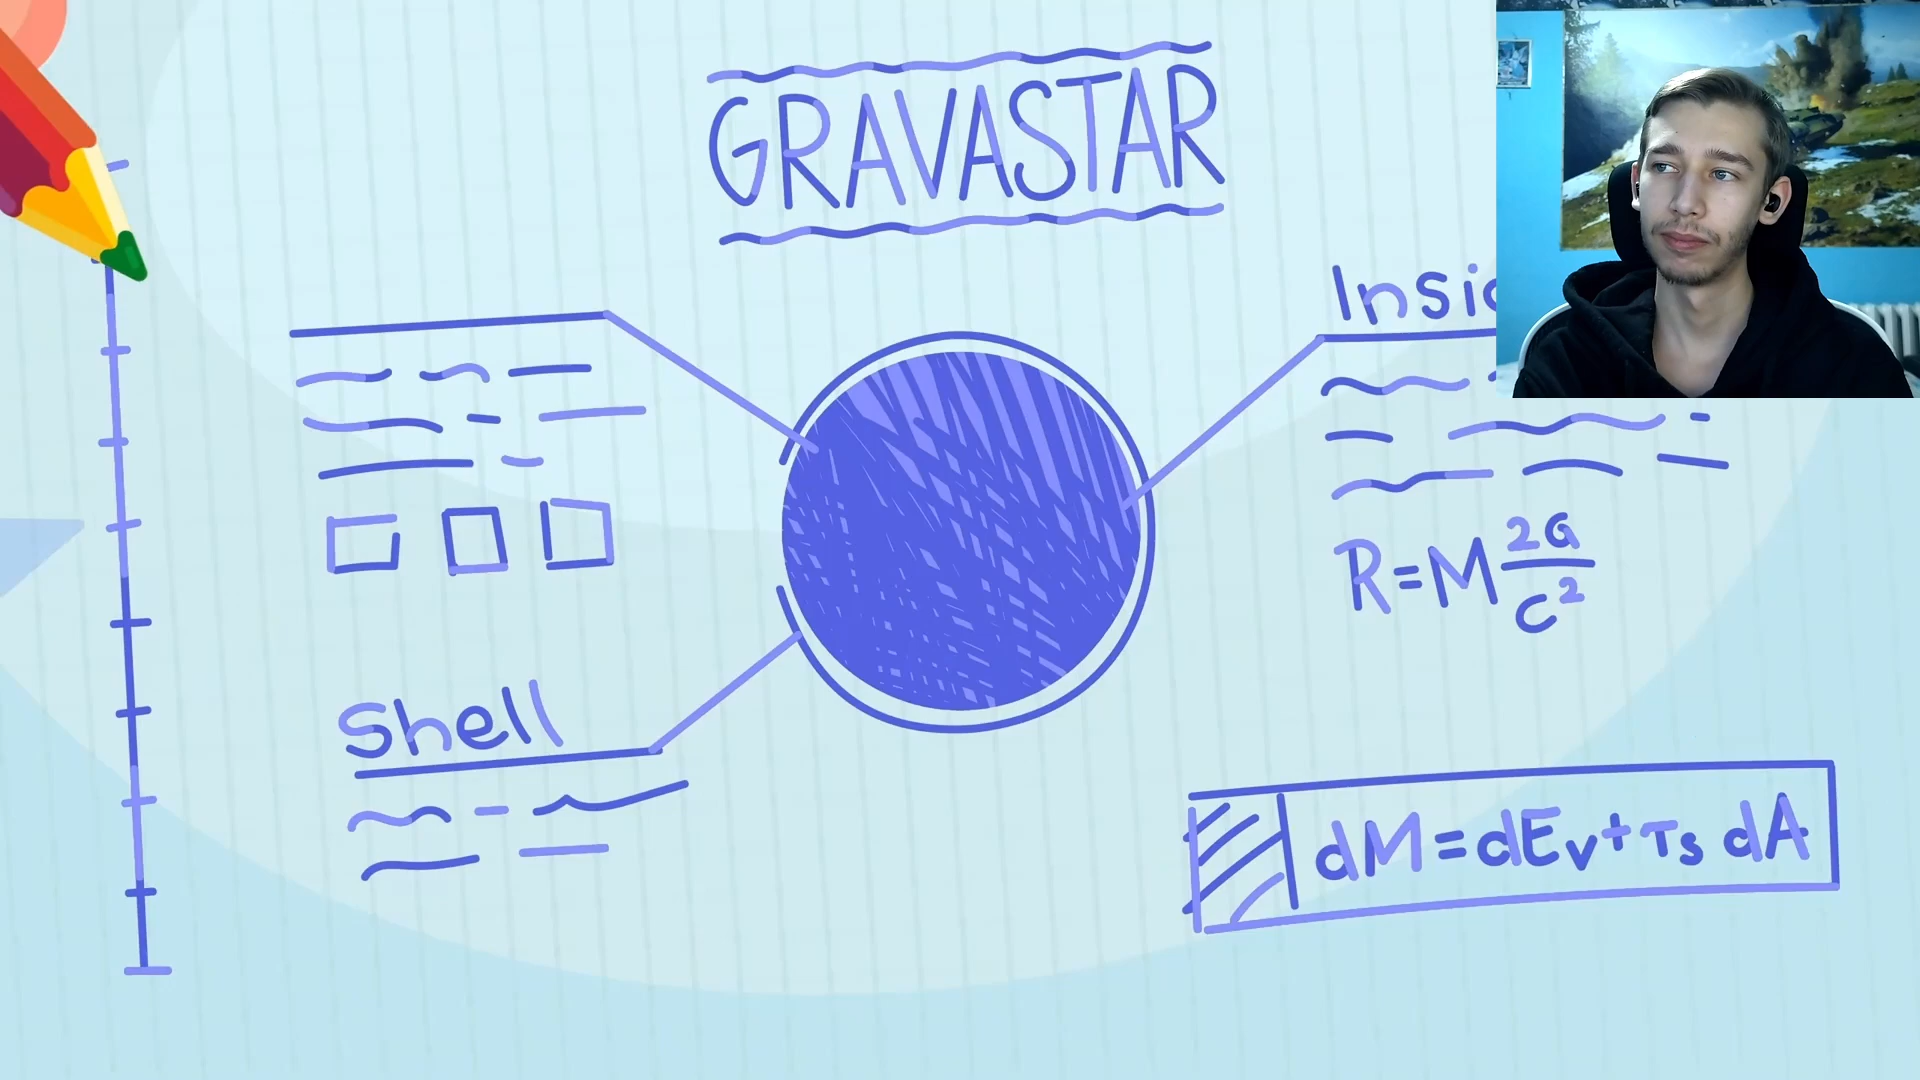 GRAVASTAR
Insi
R=M 2G/C²
Shell
dM=dEv+τs dA